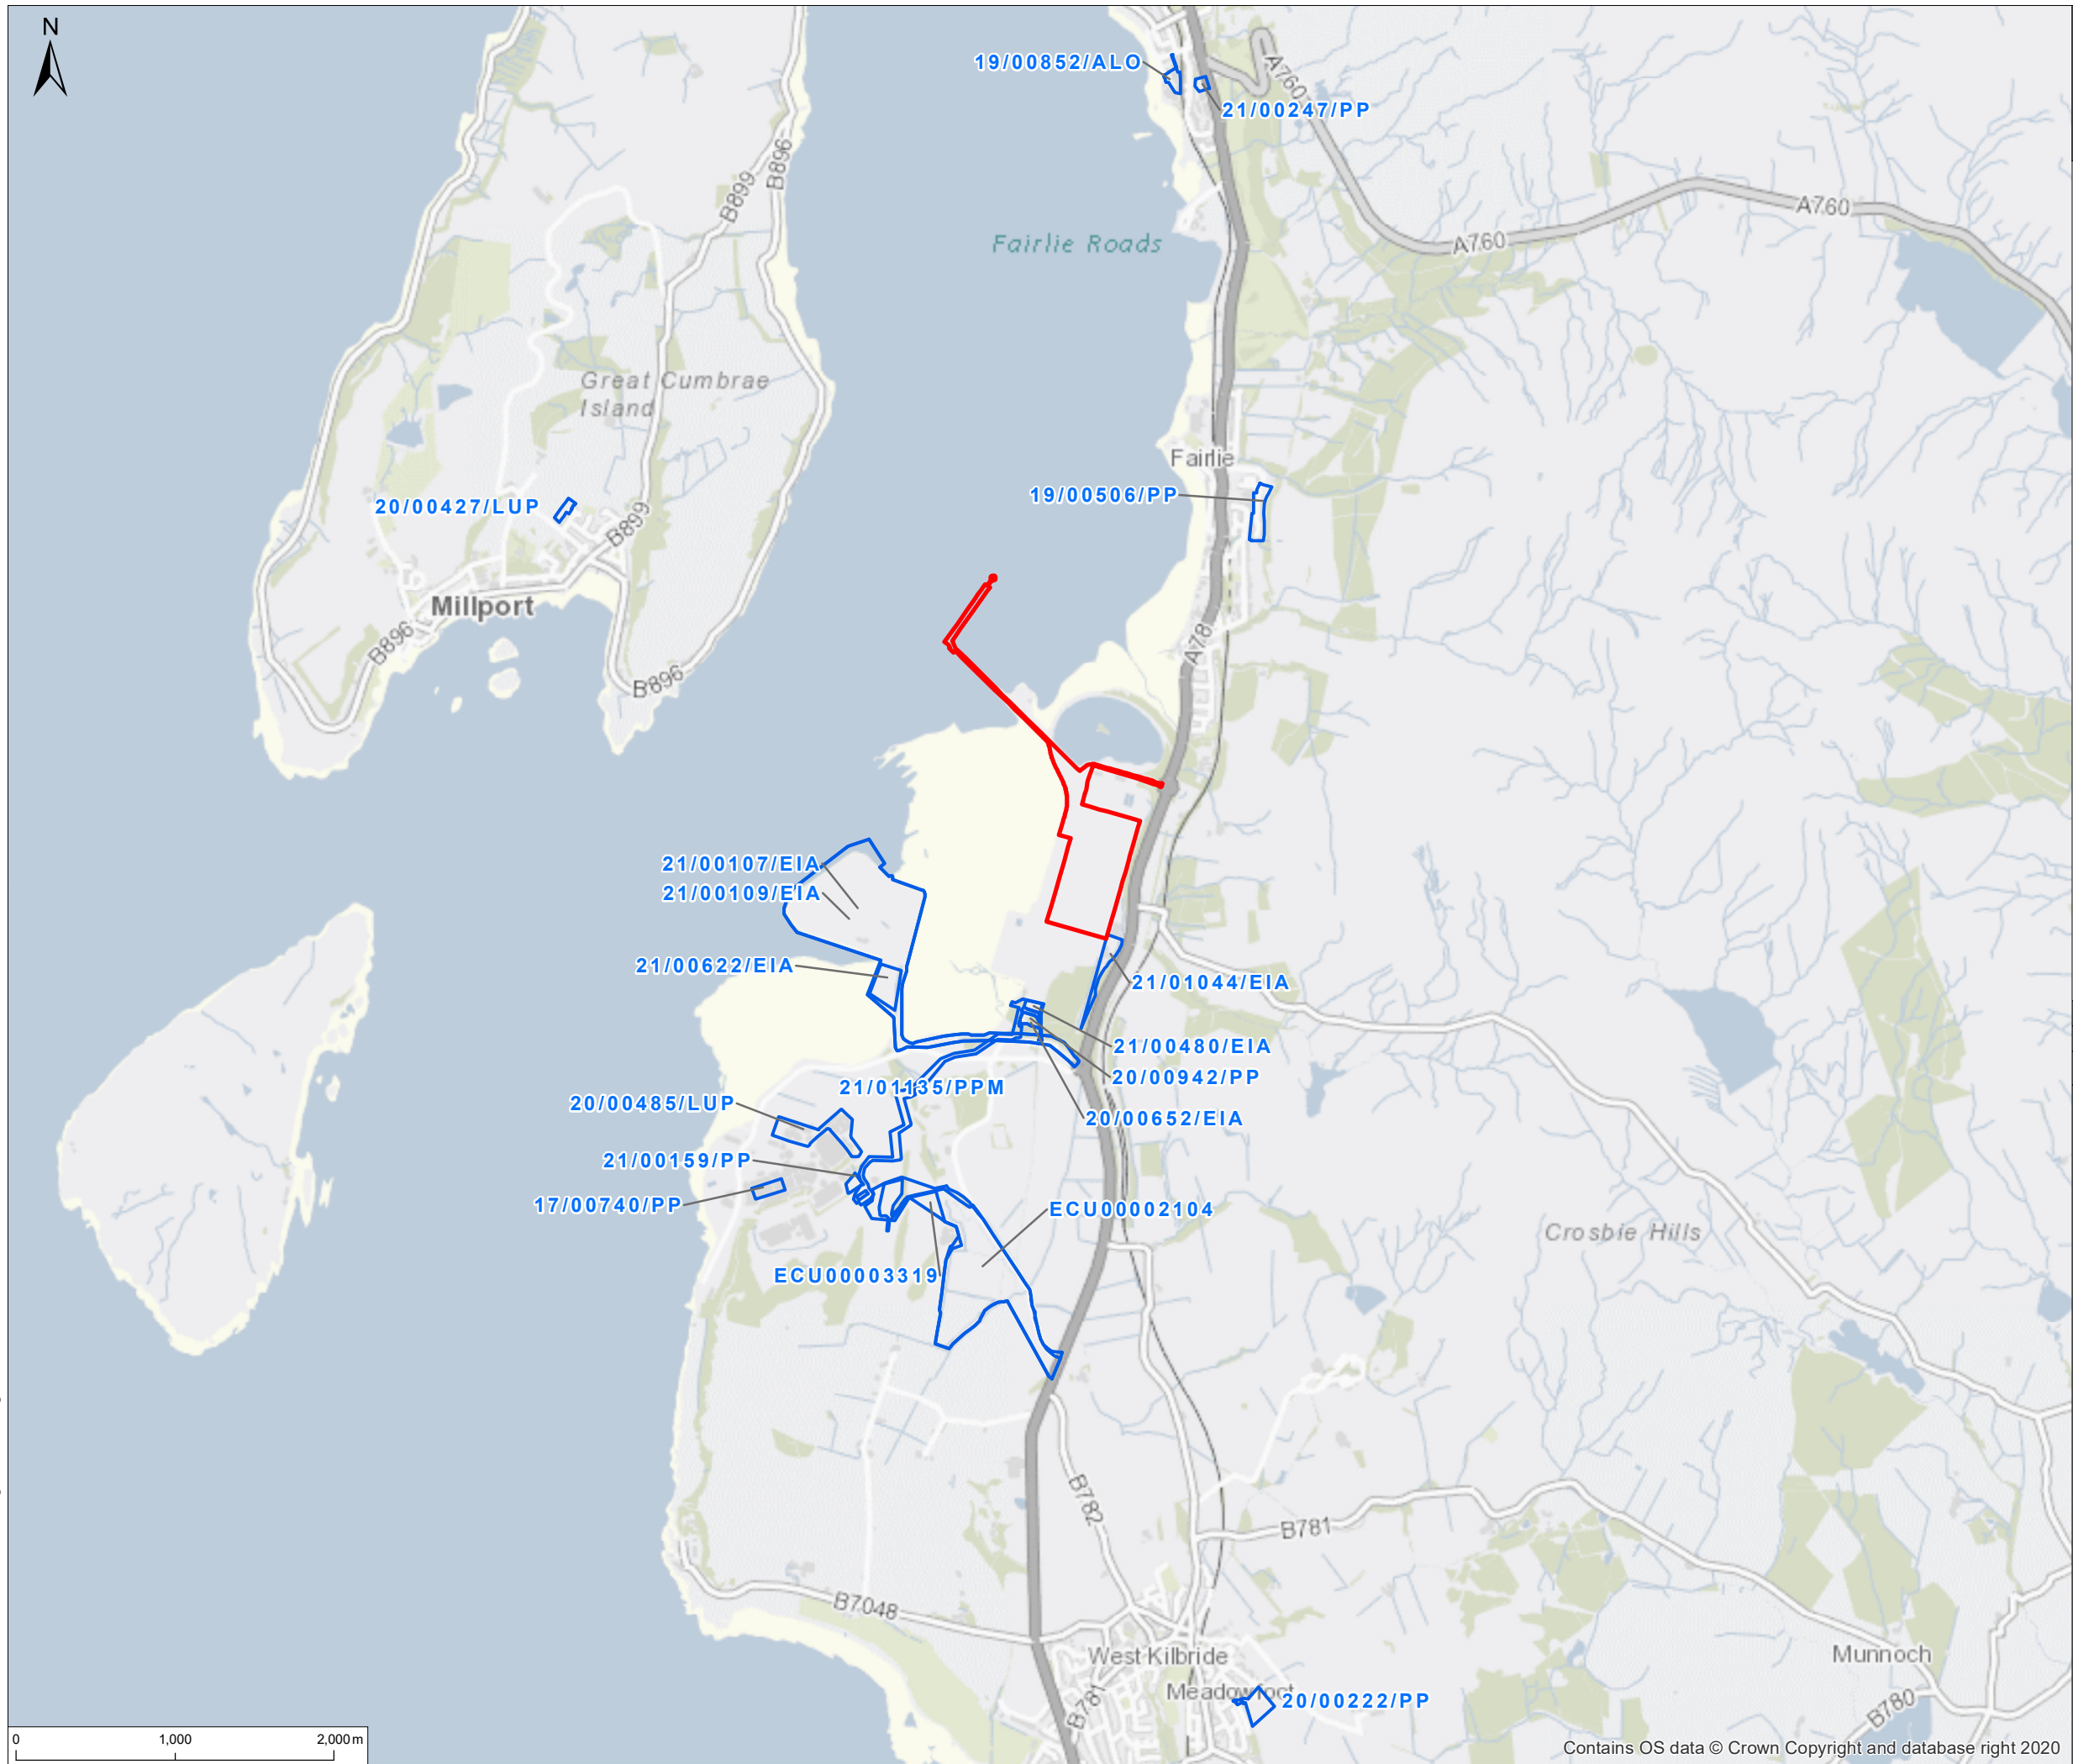 N
19/00852/ALO
21/00247/PP
A760
B896
B899
A760
A760
Fairlie Roads
Great Cumbrae
Island
Fairlie
19/00506/PP
20/00427/LUP
B899
Millport
B896
B896
A78
21/00107/EIA
21/00109/EIA
21/00622/EIA
21/01044/EIA
21/00480/EIA
20/00942/PP
21/01135/PPM
20/00485/LUP
20/00652/EIA
21/00159/PP
17/00740/PP
ECU00002104
Crosbie Hills
ECU00003319
B782
B781
B7048
West Kilbride
Munnoch
Meadowfoot
20/00222/PP
B781
B780
0 1,000 2,000 m
Contains OS data © Crown Copyright and database right 2020